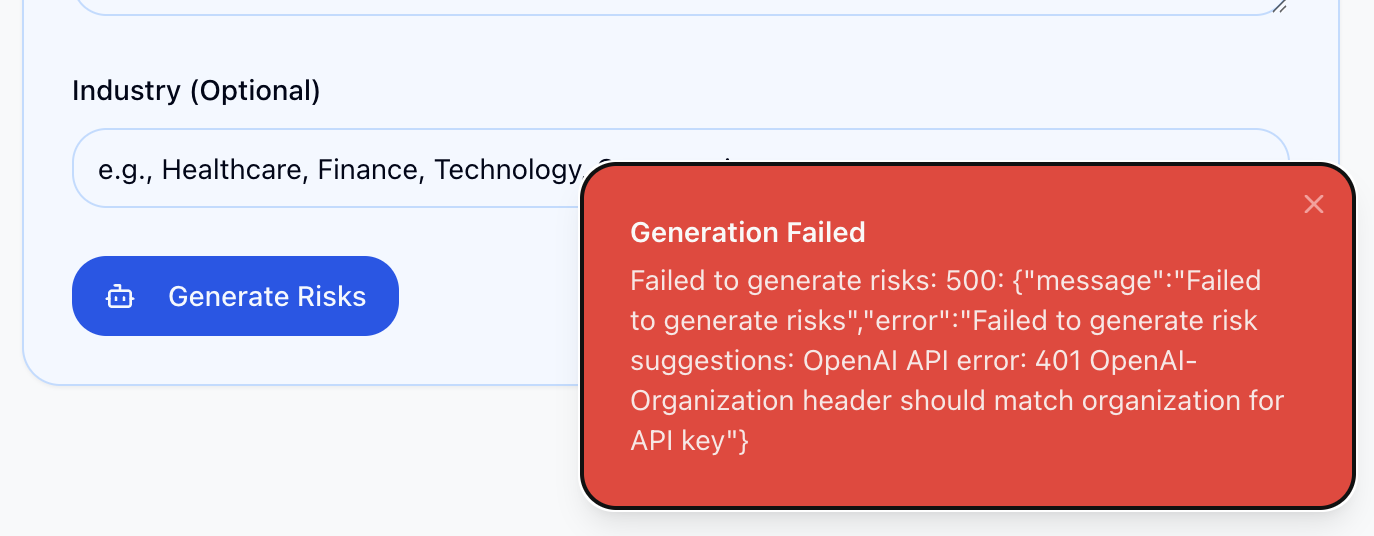 Industry (Optional)
e.g., Healthcare, Finance, Technology,
Generate Risks
Generation Failed
Failed to generate risks: 500: {"message":"Failed
to generate risks","error":"Failed to generate risk
suggestions: OpenAI API error: 401 OpenAI-
Organization header should match organization for
API key"}